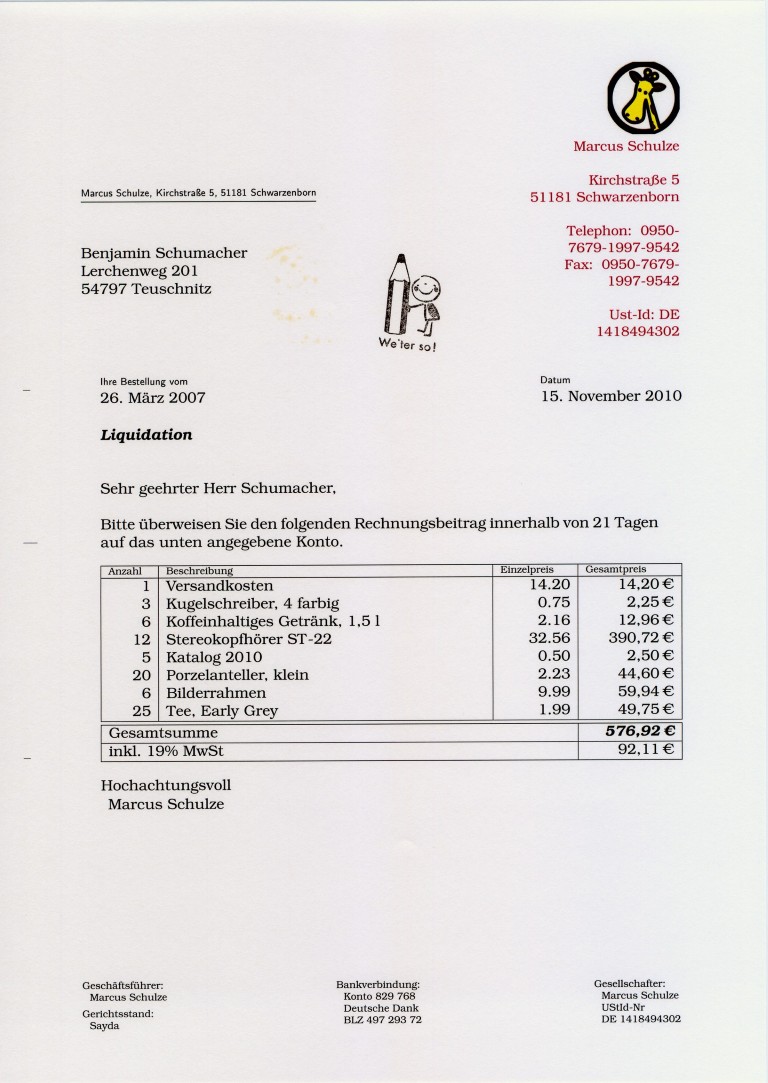 Marcus Schulze
Kirchstraße 5
51181 Schwarzenborn
Telephon: 0950-
7679-1997-9542
Fax: 0950-7679-
1997-9542
Ust-Id: DE
1418494302
Marcus Schulze, Kirchstraße 5, 51181 Schwarzenborn
Benjamin Schumacher
Lerchenweg 201
54797 Teuschnitz
We'ter so!
Ihre Bestellung vom
26. März 2007
Datum
15. November 2010
Liquidation
Sehr geehrter Herr Schumacher,
Bitte überweisen Sie den folgenden Rechnungsbeitrag innerhalb von 21 Tagen
auf das unten angegebene Konto.
Anzahl Beschreibung Einzelpreis Gesamtpreis
1 Versandkosten 14.20 14,20 €
3 Kugelschreiber, 4 farbig 0.75 2,25 €
6 Koffeinhaltiges Getränk, 1,5 l 2.16 12,96 €
12 Stereokopfhörer ST-22 32.56 390,72 €
5 Katalog 2010 0.50 2,50 €
20 Porzelanteller, klein 2.23 44,60 €
6 Bilderrahmen 9.99 59,94 €
25 Tee, Early Grey 1.99 49,75 €
Gesamtsumme 576,92 €
inkl. 19% MwSt 92,11 €
Hochachtungsvoll
Marcus Schulze
Geschäftsführer:
Marcus Schulze
Gerichtsstand:
Sayda
Bankverbindung:
Konto 829 768
Deutsche Dank
BLZ 497 293 72
Gesellschafter:
Marcus Schulze
UStId-Nr
DE 1418494302